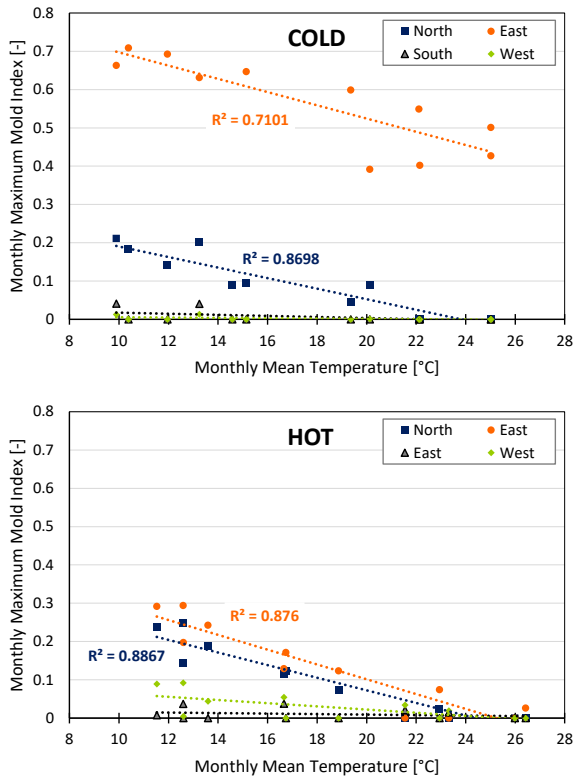 COLD
North East
South West
R² = 0.7101
R² = 0.8698
Monthly Maximum Mold Index [-]
0.8
0.7
0.6
0.5
0.4
0.3
0.2
0.1
0
8 10 12 14 16 18 20 22 24 26 28
Monthly Mean Temperature [°C]
HOT
North East
East West
R² = 0.876
R² = 0.8867
Monthly Maximum Mold Index [-]
0.8
0.7
0.6
0.5
0.4
0.3
0.2
0.1
0
8 10 12 14 16 18 20 22 24 26 28
Monthly Mean Temperature [°C]